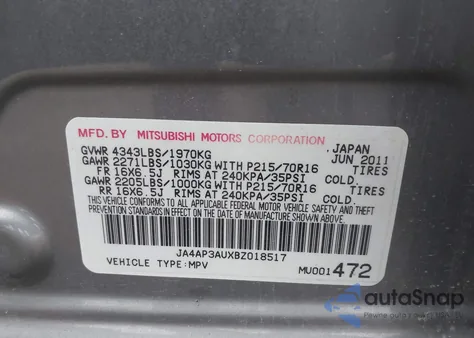 MFD. BY MITSUBISHI MOTORS CORPORATION JAPAN
GVWR 4343LBS/1970KG JUN 2011
GAWR 2271LBS/1030KG WITH P215/70R16
FR 16X6.5J RIMS AT 240KPA/35PSI COLD.
GAWR 2205LBS/1000KG WITH P215/70R16
RR 16X6.5J RIMS AT 240KPA/35PSI COLD.
THIS VEHICLE CONFORMS TO ALL APPLICABLE FEDERAL MOTOR VEHICLE SAFETY AND THEFT
PREVENTION STANDARDS IN EFFECT ON THE DATE OF MANUFACTURE SHOWN ABOVE.
JA4AP3AUXBZ018517
VEHICLE TYPE:MPV MU001472
autoSnap